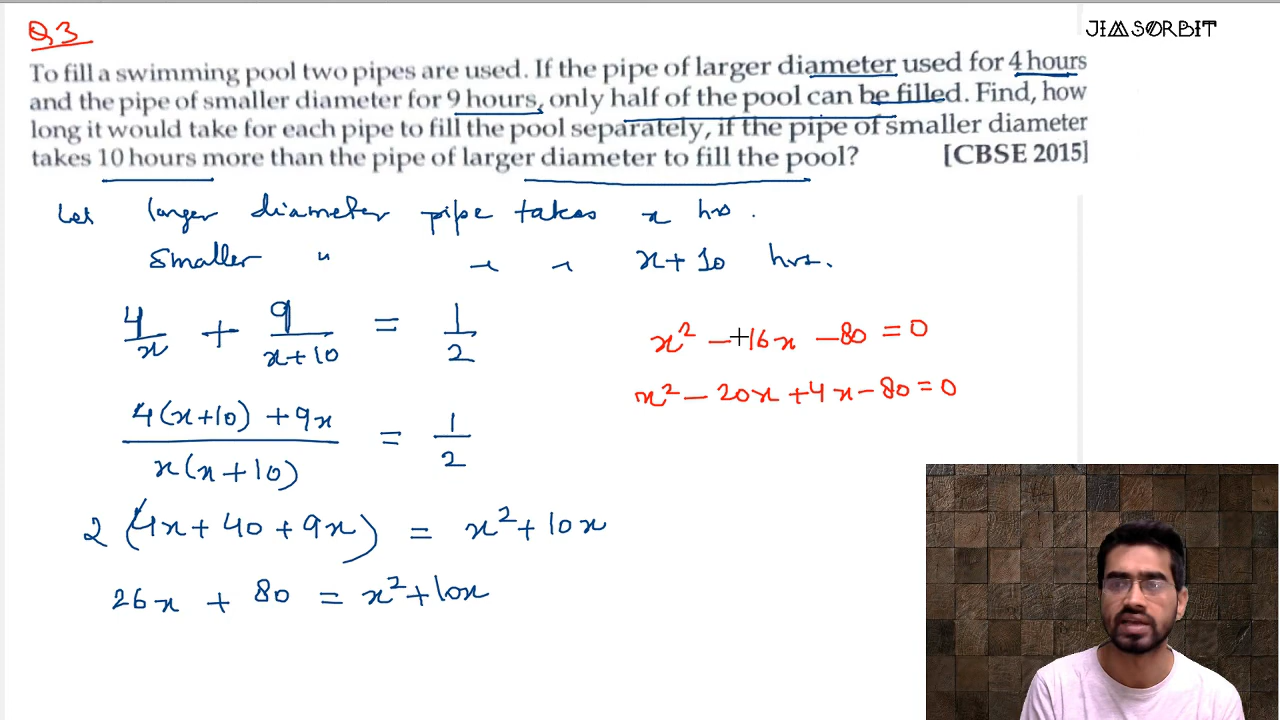 Q3
JIMSORBIT
To fill a swimming pool two pipes are used. If the pipe of larger diameter used for 4 hours
and the pipe of smaller diameter for 9 hours, only half of the pool can be filled. Find, how
long it would take for each pipe to fill the pool separately, if the pipe of smaller diameter
takes 10 hours more than the pipe of larger diameter to fill the pool? [CBSE 2015]
Let larger diameter pipe takes x hrs.
Smaller " " " x+10 hrs.
4/x + 9/(x+10) = 1/2
(4(x+10) + 9x)/(x(x+10)) = 1/2
2 (4x + 40 + 9x) = x² + 10x
26x + 80 = x² + 10x
x² - 16x - 80 = 0
x² - 20x + 4x - 80 = 0